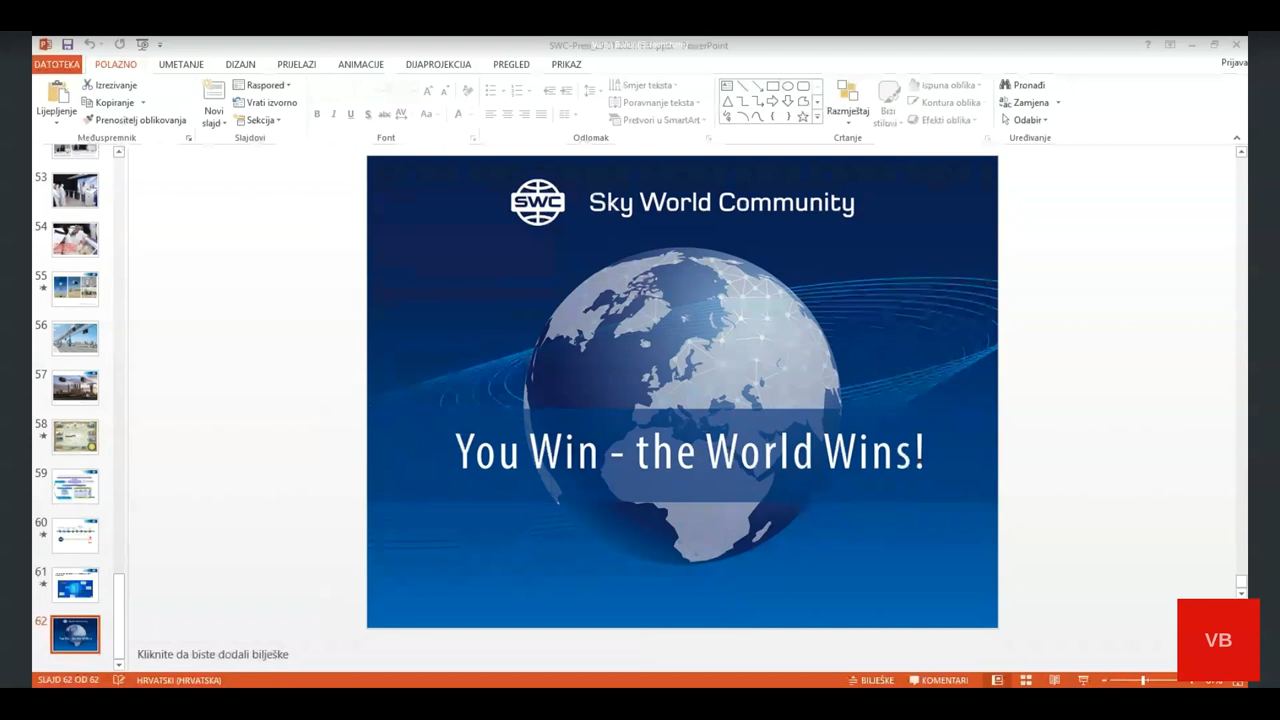 PowerPoint
DATOTEKA POLAZNO UMETANJE DIZAJN PRIJELAZI ANIMACIJE DIJAPROJEKCIJA PREGLED PRIKAZ Prijava
Lijepljenje
Izrezivanje
Kopiranje
Prenositelj oblikovanja
Međuspremnik
Novi
slajd
Raspored
Vrati izvorno
Sekcija
Slajdovi
B I U S abc AV Aa A
Font
Smjer teksta
Poravnanje teksta
Pretvori u SmartArt
Odlomak
Razmještaj
Brzi
stilovi
Ispuna oblika
Kontura oblika
Efekti oblika
Crtanje
Pronađi
Zamjena
Odabir
Uređivanje
53
54
55
56
57
58
59
60
61
62
SWC Sky World Community
You Win - the World Wins!
Kliknite da biste dodali bilješke
VB
SLAJD 62 OD 62 HRVATSKI (HRVATSKA) BILJEŠKE KOMENTARI